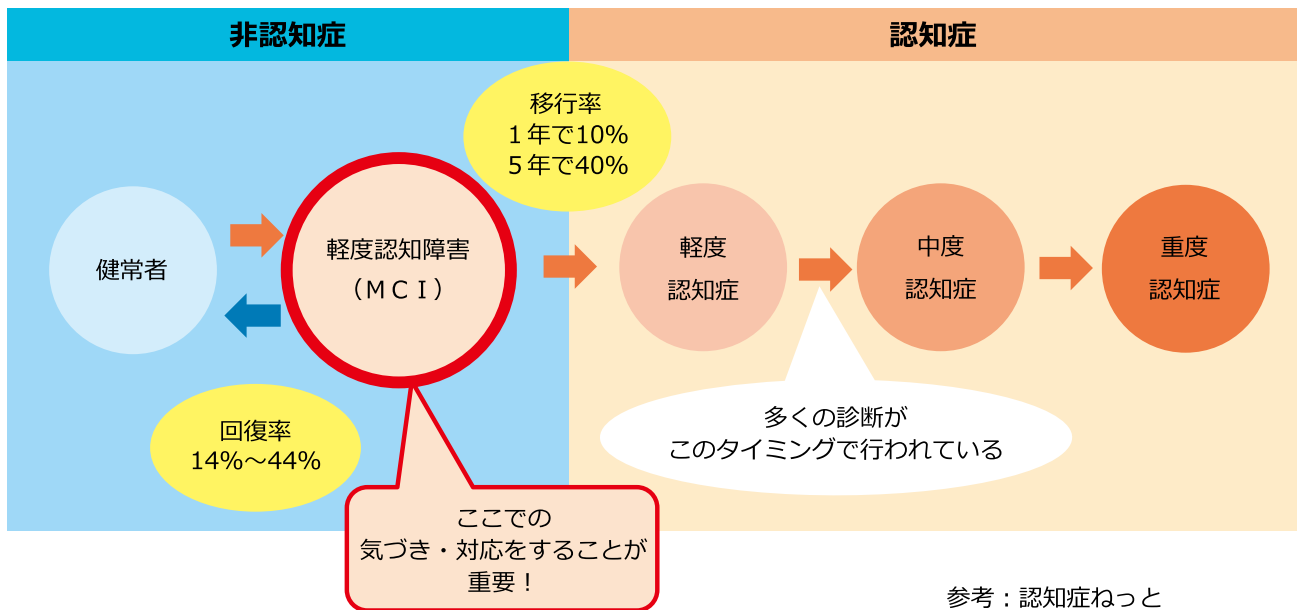 非認知症
認知症
移行率
１年で10%
５年で40%
健常者
軽度認知障害
（ＭＣＩ）
軽度
認知症
中度
認知症
重度
認知症
回復率
14%～44%
多くの診断が
このタイミングで行われている
ここでの
気づき・対応をすることが
重要！
参考：認知症ねっと